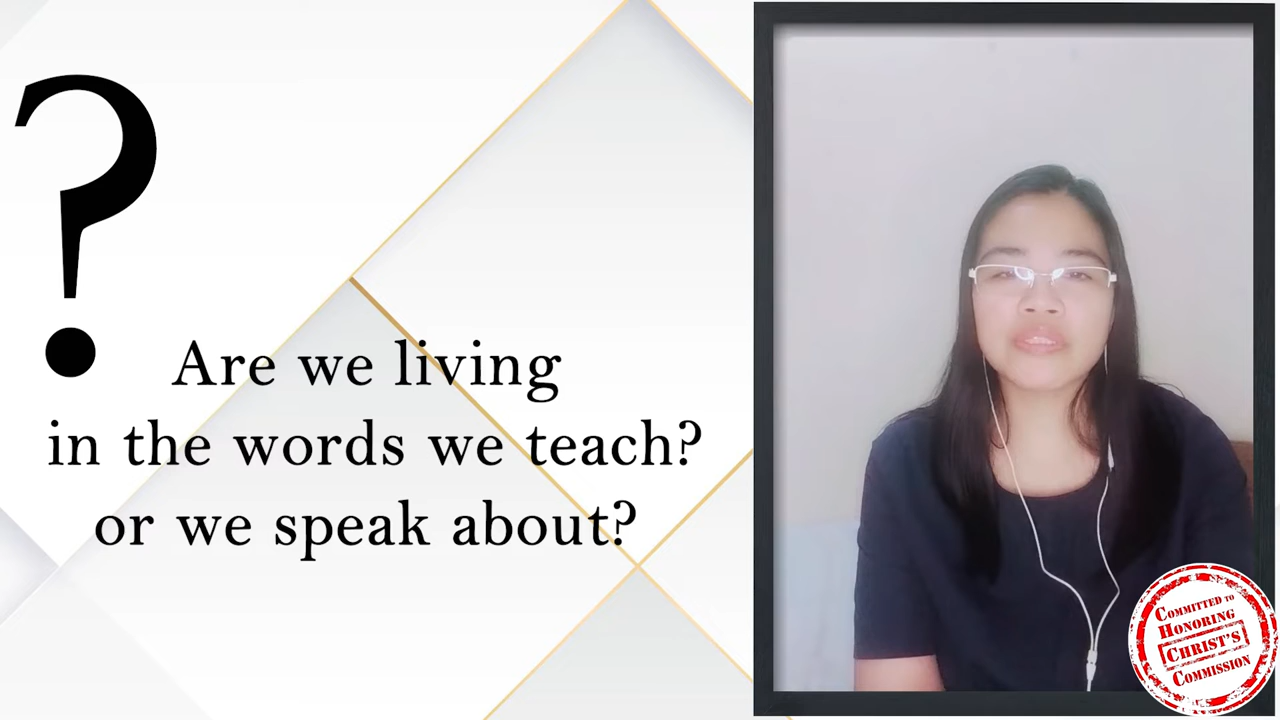 ?
Are we living
in the words we teach?
or we speak about?
COMMITTED TO
HONORING
CHRIST'S
COMMISSION